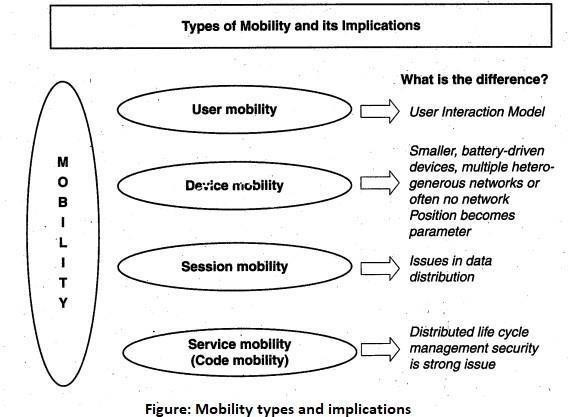 Types of Mobility and its Implications
What is the difference?
M
O
B
I
L
I
T
Y
User mobility
User Interaction Model
Device mobility
Smaller, battery-driven
devices, multiple hetero-
generous networks or
often no network
Position becomes
parameter
Session mobility
Issues in data
distribution
Service mobility
(Code mobility)
Distributed life cycle
management security
is strong issue
Figure: Mobility types and implications